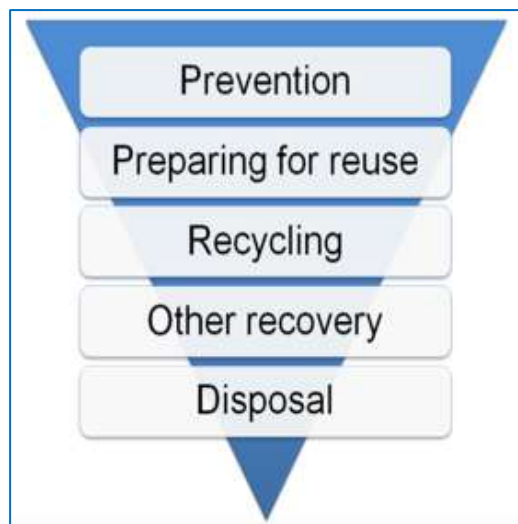 Prevention
Preparing for reuse
Recycling
Other recovery
Disposal